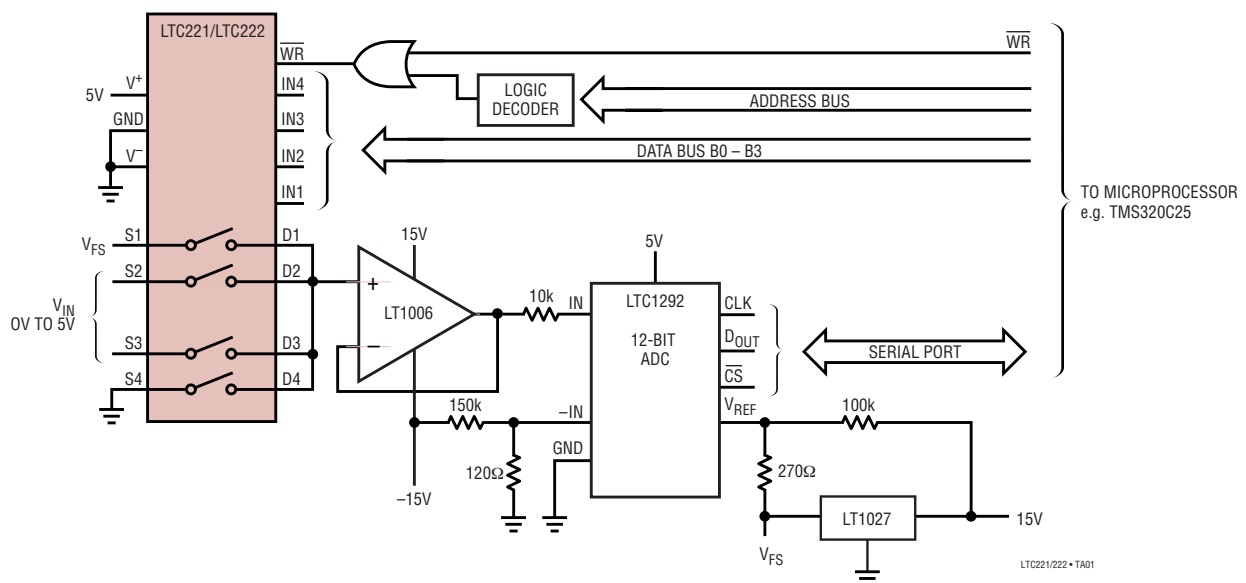 LTC221/LTC222
WR
WR
V+
5V
IN4
LOGIC
DECODER
ADDRESS BUS
GND
IN3
V–
IN2
DATA BUS B0 – B3
IN1
TO MICROPROCESSOR
e.g. TMS320C25
VFS
S1
D1
15V
5V
S2
D2
VIN
0V TO 5V
+
LT1006
10k
IN
LTC1292
CLK
12-BIT
ADC
DOUT
SERIAL PORT
S3
D3
–
CS
S4
D4
150k
–IN
VREF
100k
GND
120Ω
270Ω
–15V
LT1027
15V
VFS
LTC221/222 • TA01